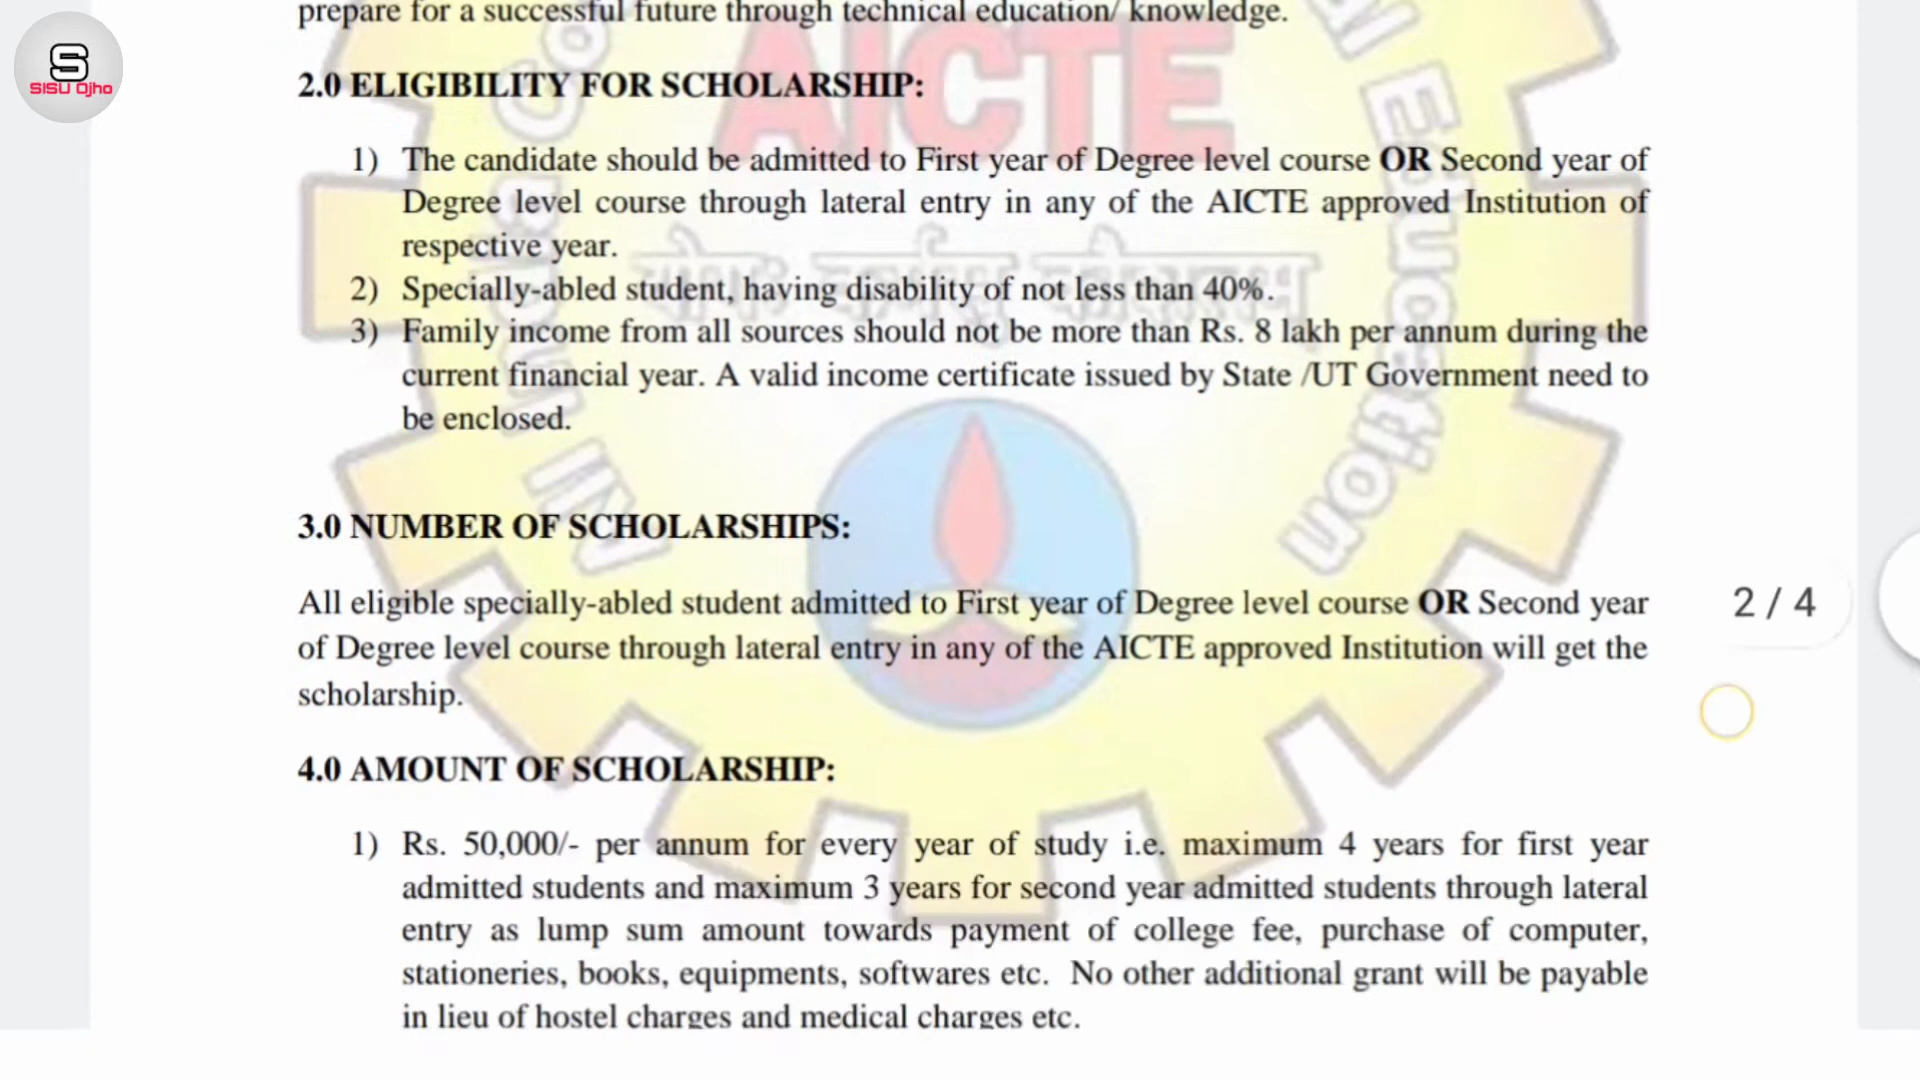 prepare for a successful future through technical education/ knowledge.
S
SISU Ojho
2.0 ELIGIBILITY FOR SCHOLARSHIP:
1) The candidate should be admitted to First year of Degree level course OR Second year of
Degree level course through lateral entry in any of the AICTE approved Institution of
respective year.
2) Specially-abled student, having disability of not less than 40%.
3) Family income from all sources should not be more than Rs. 8 lakh per annum during the
current financial year. A valid income certificate issued by State /UT Government need to
be enclosed.
3.0 NUMBER OF SCHOLARSHIPS:
All eligible specially-abled student admitted to First year of Degree level course OR Second year
of Degree level course through lateral entry in any of the AICTE approved Institution will get the
scholarship.
2 / 4
4.0 AMOUNT OF SCHOLARSHIP:
1) Rs. 50,000/- per annum for every year of study i.e. maximum 4 years for first year
admitted students and maximum 3 years for second year admitted students through lateral
entry as lump sum amount towards payment of college fee, purchase of computer,
stationeries, books, equipments, softwares etc. No other additional grant will be payable
in lieu of hostel charges and medical charges etc.
AICTE